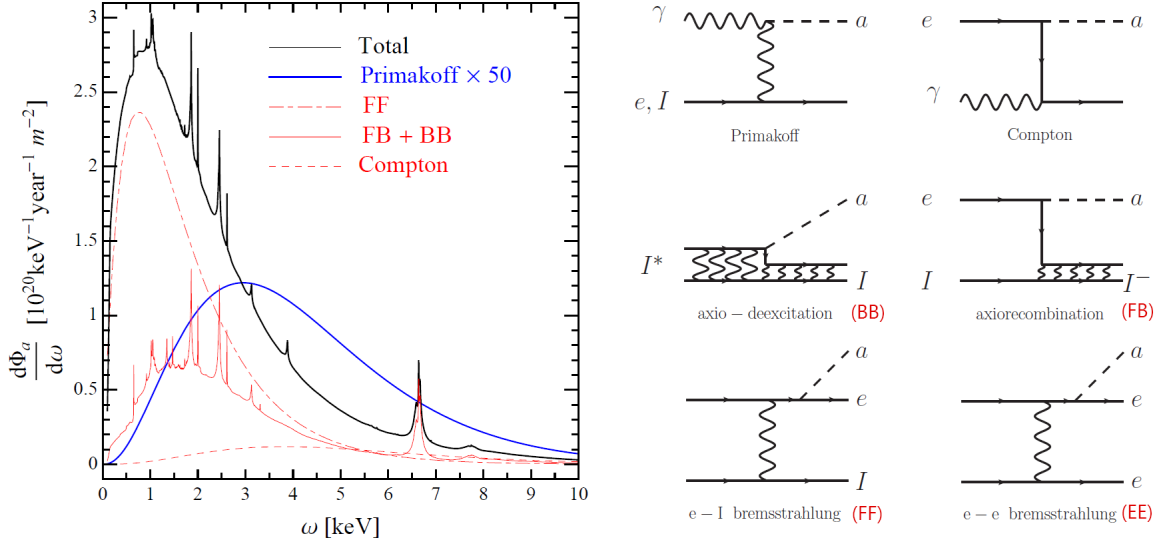 3
2.5
2
1.5
1
0.5
0
0 1 2 3 4 5 6 7 8 9 10
ω [keV]
dΦa/dω [10²⁰keV⁻¹year⁻¹ m⁻²]
Total
Primakoff × 50
FF
FB + BB
Compton
γ a
e, I
Primakoff
e a
γ
Compton
a
I* I
axio − deexcitation (BB)
e a
I I⁻
axiorecombination (FB)
a
e
I
e − I bremsstrahlung (FF)
a
e
e
e − e bremsstrahlung (EE)